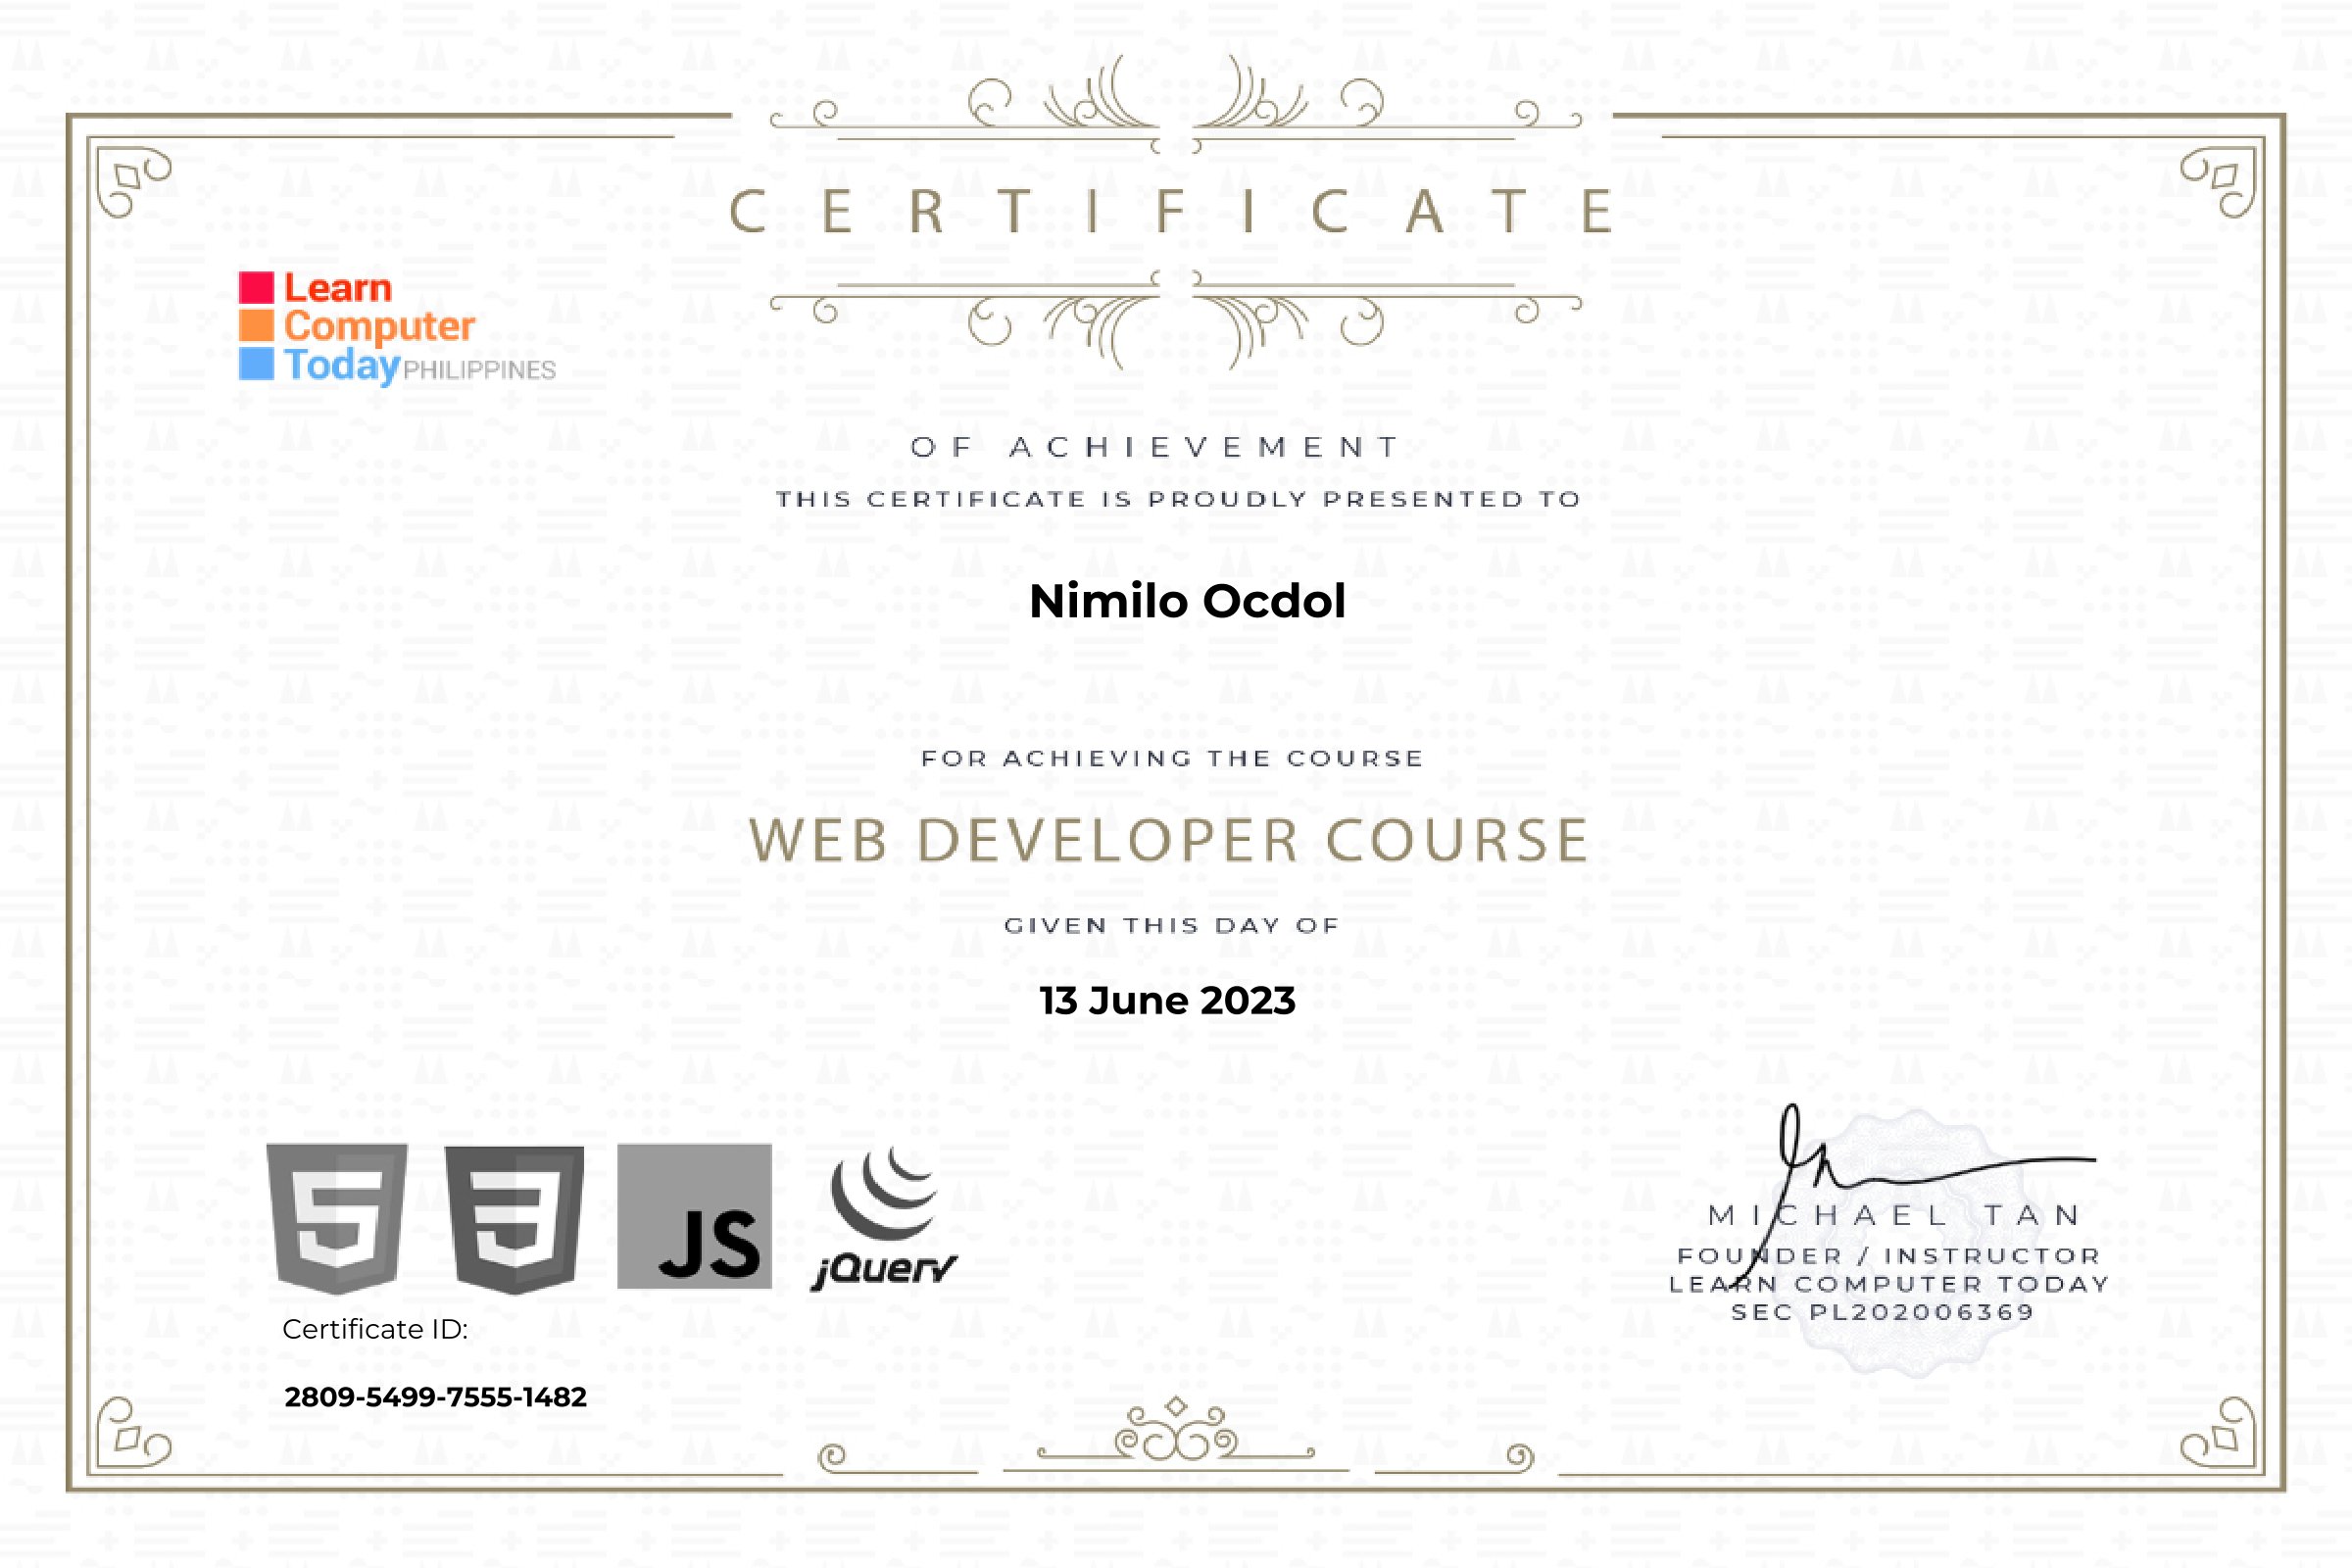 CERTIFICATE
Learn
Computer
Today PHILIPPINES
OF ACHIEVEMENT
THIS CERTIFICATE IS PROUDLY PRESENTED TO
Nimilo Ocdol
FOR ACHIEVING THE COURSE
WEB DEVELOPER COURSE
GIVEN THIS DAY OF
13 June 2023
5 3 JS
jQuery
MICHAEL TAN
FOUNDER / INSTRUCTOR
LEARN COMPUTER TODAY
SEC PL202006369
Certificate ID:
2809-5499-7555-1482